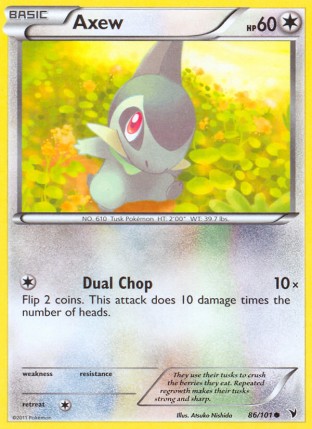 BASIC
Axew
HP 60
NO. 610 Tusk Pokémon HT: 2'00" WT: 39.7 lbs.
Dual Chop 10×
Flip 2 coins. This attack does 10 damage times the
number of heads.
weakness resistance
retreat
They use their tusks to crush
the berries they eat. Repeated
regrowth makes their tusks
strong and sharp.
©2011 Pokémon
Illus. Atsuko Nishida
86/101